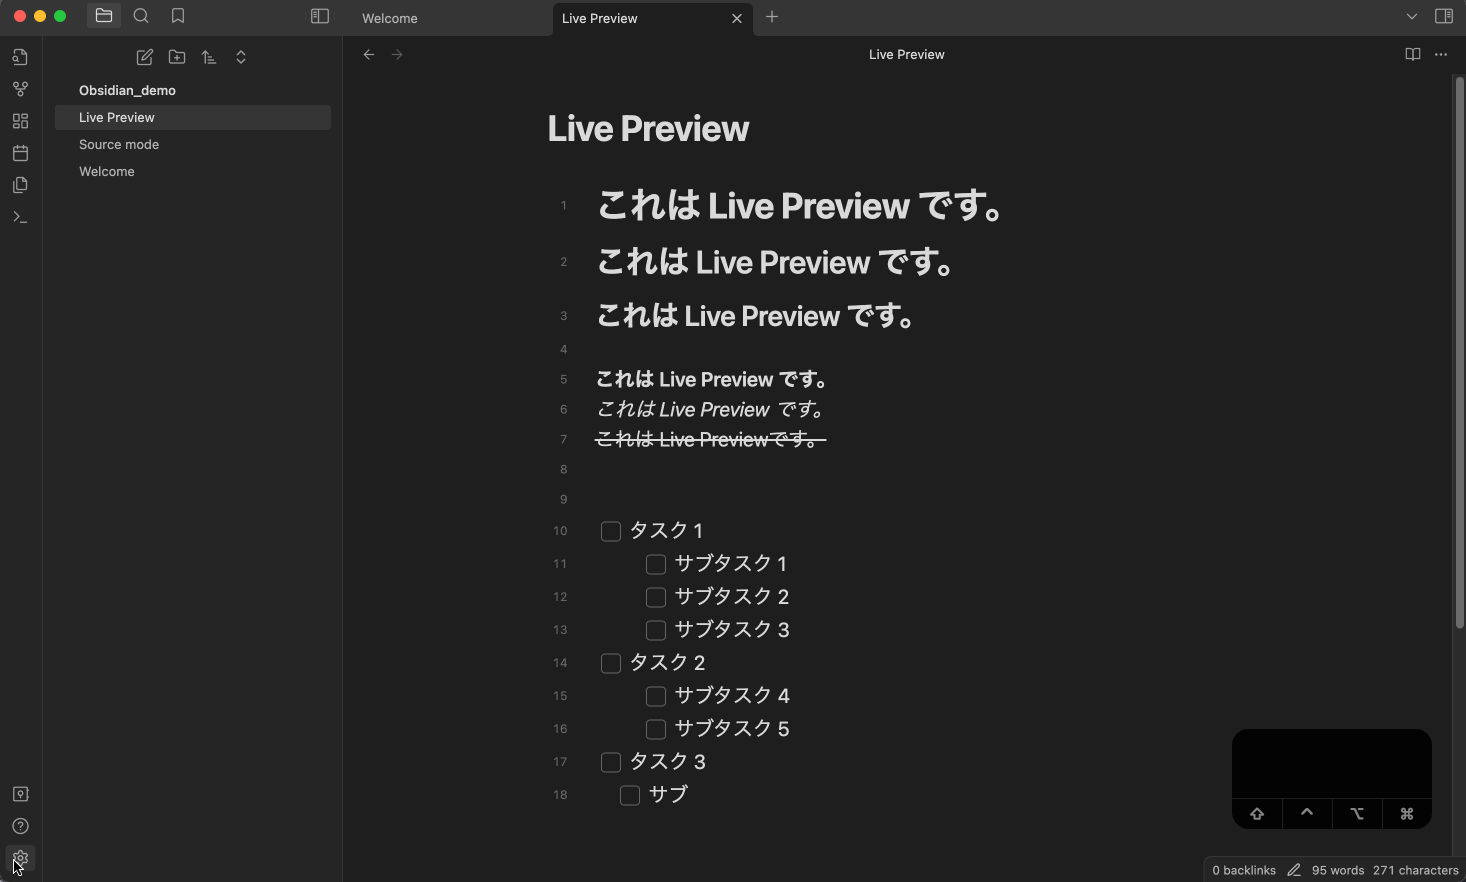 Welcome
Live Preview
Live Preview
Obsidian_demo
Live Preview
Source mode
Welcome
Live Preview
1 これは Live Preview です。
2 これは Live Preview です。
3 これは Live Preview です。
4
5 これは Live Preview です。
6 これは Live Preview です。
7 これは Live Previewです。
8
9
10 タスク 1
11 サブタスク 1
12 サブタスク 2
13 サブタスク 3
14 タスク 2
15 サブタスク 4
16 サブタスク 5
17 タスク 3
18 サブ
0 backlinks 95 words 271 characters